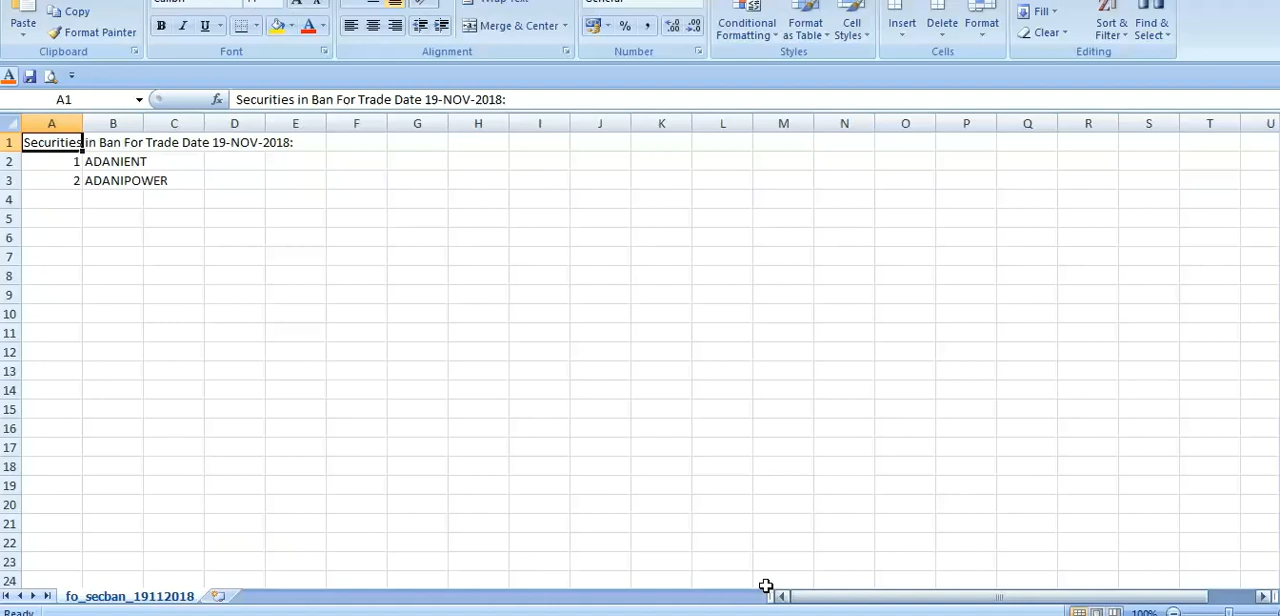 Copy
Paste
Format Painter
B I U
A
Merge & Center
%
,
Conditional Formatting
Format as Table
Cell Styles
Insert
Delete
Format
Fill
Clear
Sort & Filter
Find & Select
Clipboard
Font
Alignment
Number
Styles
Cells
Editing
A1
fx
Securities in Ban For Trade Date 19-NOV-2018:
A B C D E F G H I J K L M N O P Q R S T U
1 Securities in Ban For Trade Date 19-NOV-2018:
2 1 ADANIENT
3 2 ADANIPOWER
4
5
6
7
8
9
10
11
12
13
14
15
16
17
18
19
20
21
22
23
24
fo_secban_19112018
Ready
100%